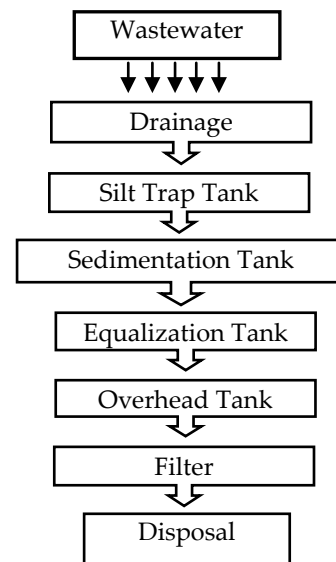 Wastewater
Drainage
Silt Trap Tank
Sedimentation Tank
Equalization Tank
Overhead Tank
Filter
Disposal